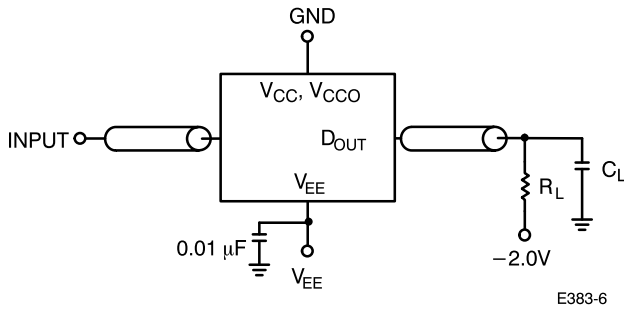 GND
VCC, VCCO
INPUT
DOUT
VEE
RL
CL
0.01 μF
VEE
−2.0V
E383-6